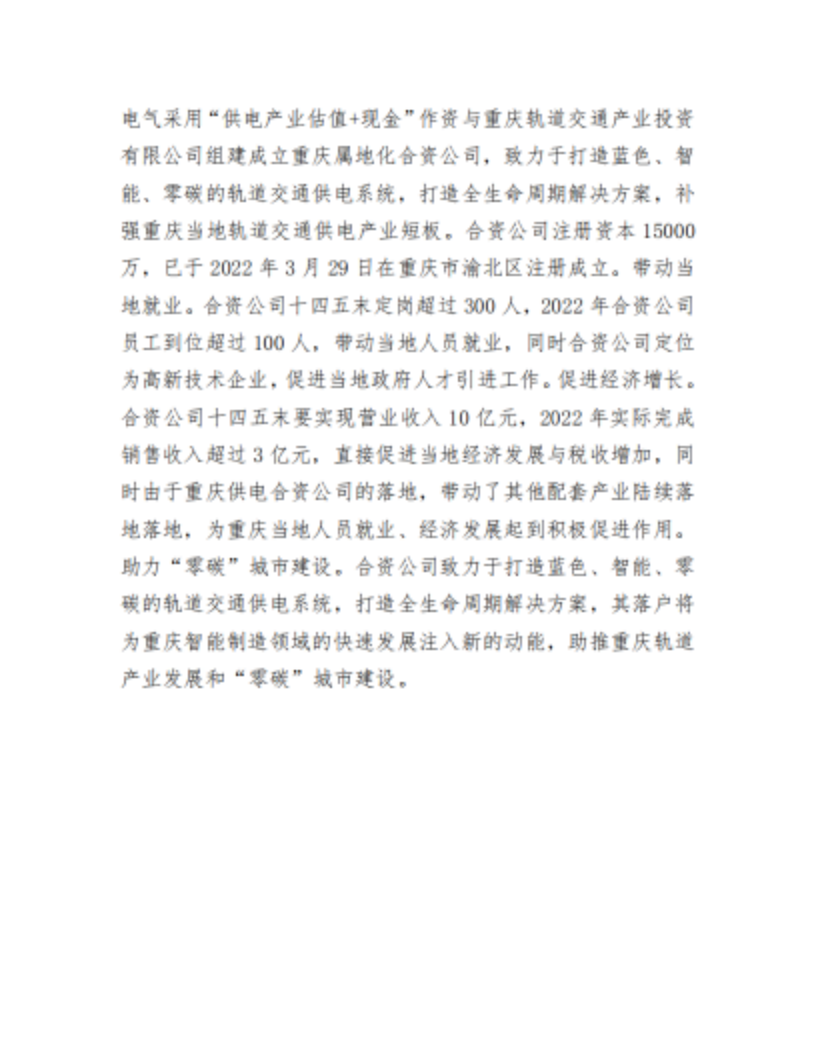 电气采用“供电产业估值+现金”作资与重庆轨道交通产业投资
有限公司组建成立重庆属地化合资公司，致力于打造蓝色、智
能、零碳的轨道交通供电系统，打造全生命周期解决方案，补
强重庆当地轨道交通供电产业短板。合资公司注册资本 15000
万，已于 2022 年 3 月 29 日在重庆市渝北区注册成立。带动当
地就业。合资公司十四五末定岗超过 300 人，2022 年合资公司
员工到位超过 100 人，带动当地人员就业，同时合资公司定位
为高新技术企业，促进当地政府人才引进工作。促进经济增长。
合资公司十四五末要实现营业收入 10 亿元，2022 年实际完成
销售收入超过 3 亿元，直接促进当地经济发展与税收增加，同
时由于重庆供电合资公司的落地，带动了其他配套产业陆续落
地落地，为重庆当地人员就业、经济发展起到积极促进作用。
助力“零碳”城市建设。合资公司致力于打造蓝色、智能、零
碳的轨道交通供电系统，打造全生命周期解决方案，其落户将
为重庆智能制造领域的快速发展注入新的动能，助推重庆轨道
产业发展和“零碳”城市建设。